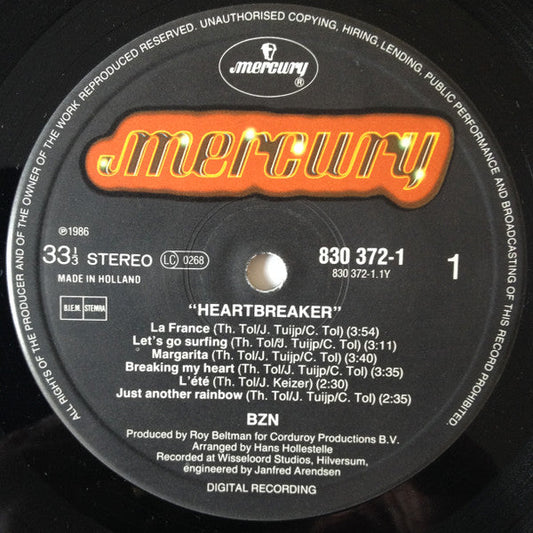 ALL RIGHTS OF THE PRODUCER AND OF THE OWNER OF THE WORK REPRODUCED RESERVED. UNAUTHORISED COPYING, HIRING, LENDING, PUBLIC PERFORMANCE AND BROADCASTING OF THIS RECORD PROHIBITED.
mercury
®
mercury
℗1986
33 1/3 STEREO LC 0268
MADE IN HOLLAND
830 372-1
830 372-1.1Y
1
B.I.E.M. STEMRA
"HEARTBREAKER"
La France (Th. Tol/J. Tuijp/C. Tol) (3:54)
Let's go surfing (Th. Tol/J. Tuijp/C. Tol) (3:11)
Margarita (Th. Tol/J. Tuijp/C. Tol) (3:40)
Breaking my heart (Th. Tol/J. Tuijp/C. Tol) (3:35)
L'été (Th. Tol/J. Keizer) (2:30)
Just another rainbow (Th. Tol/J. Tuijp/C. Tol) (2:35)
BZN
Produced by Roy Beltman for Corduroy Productions B.V.
Arranged by Hans Hollestelle
Recorded at Wisseloord Studios, Hilversum,
engineered by Janfred Arendsen
DIGITAL RECORDING